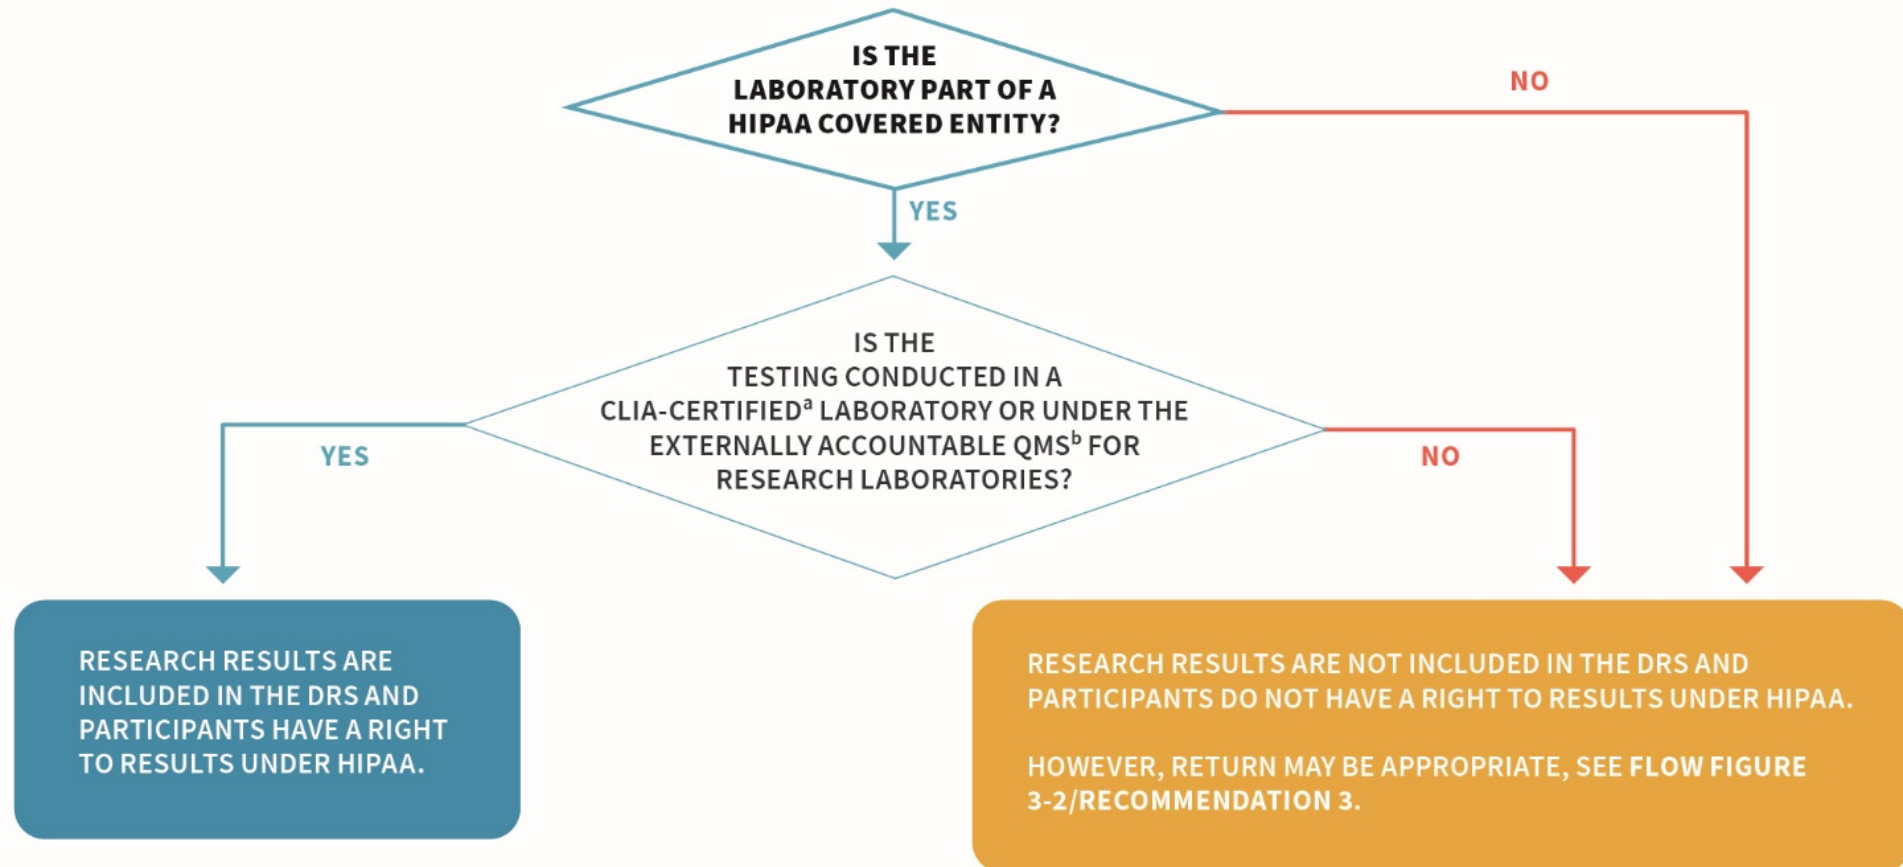 IS THE
LABORATORY PART OF A
HIPAA COVERED ENTITY?
NO
YES
IS THE
TESTING CONDUCTED IN A
CLIA-CERTIFIEDᵃ LABORATORY OR UNDER THE
EXTERNALLY ACCOUNTABLE QMSᵇ FOR
RESEARCH LABORATORIES?
YES
NO
RESEARCH RESULTS ARE
INCLUDED IN THE DRS AND
PARTICIPANTS HAVE A RIGHT
TO RESULTS UNDER HIPAA.
RESEARCH RESULTS ARE NOT INCLUDED IN THE DRS AND
PARTICIPANTS DO NOT HAVE A RIGHT TO RESULTS UNDER HIPAA.
HOWEVER, RETURN MAY BE APPROPRIATE, SEE FLOW FIGURE
3-2/RECOMMENDATION 3.